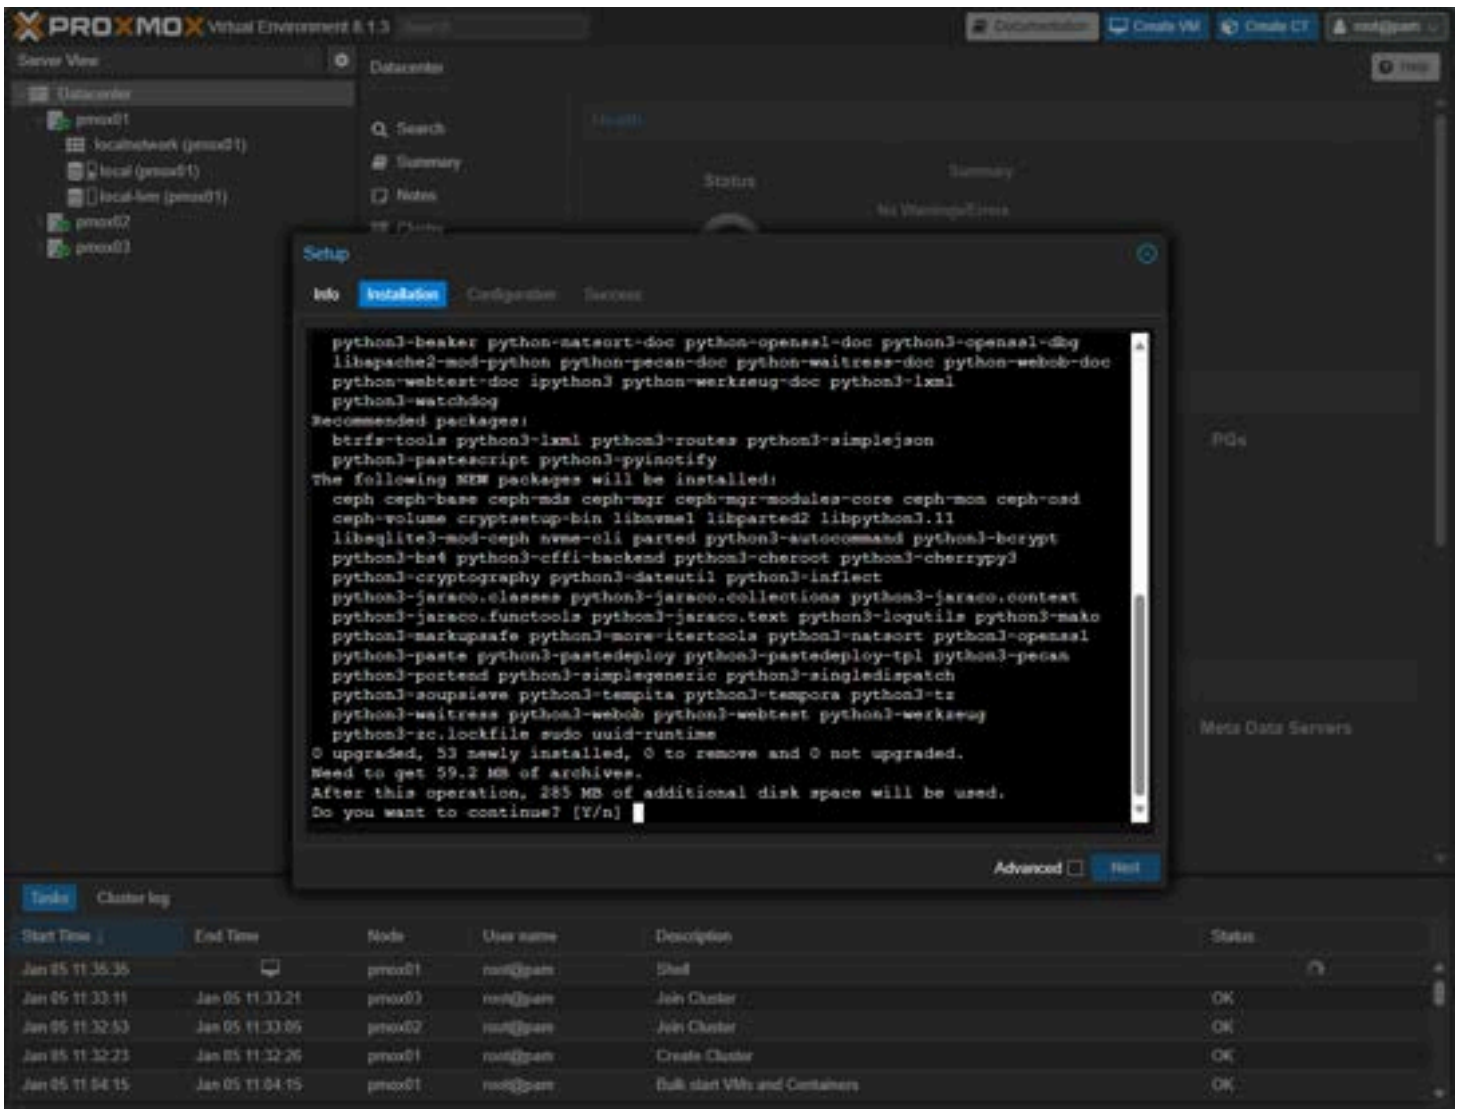 PROXMOX Virtual Environment 8.1.3 Search
Documentation Create VM Create CT root@pam
Server View
Datacenter
Help
Datacenter
pmox01
localnetwork (pmox01)
local (pmox01)
local-lvm (pmox01)
pmox02
pmox03
Search
Summary
Notes
Cluster
Health
Status
Summary
No Warnings/Errors
PGs
Meta Data Servers
Setup
Info Installation Configuration Success
python3-beaker python-natsort-doc python-openssl-doc python3-openssl-dbg
libapache2-mod-python python-pecan-doc python-waitress-doc python-webob-doc
python-webtest-doc ipython3 python-werkzeug-doc python3-lxml
python3-watchdog
Recommended packages:
btrfs-tools python3-lxml python3-routes python3-simplejson
python3-pastescript python3-pyinotify
The following NEW packages will be installed:
ceph ceph-base ceph-mds ceph-mgr ceph-mgr-modules-core ceph-mon ceph-osd
ceph-volume cryptsetup-bin libnvme1 libparted2 libpython3.11
libsqlite3-mod-ceph nvme-cli parted python3-autocommand python3-bcrypt
python3-bs4 python3-cffi-backend python3-cheroot python3-cherrypy3
python3-cryptography python3-dateutil python3-inflect
python3-jaraco.classes python3-jaraco.collections python3-jaraco.context
python3-jaraco.functools python3-jaraco.text python3-logutils python3-mako
python3-markupsafe python3-more-itertools python3-natsort python3-openssl
python3-paste python3-pastedeploy python3-pastedeploy-tpl python3-pecan
python3-portend python3-simplegeneric python3-singledispatch
python3-soupsieve python3-tempita python3-tempora python3-tz
python3-waitress python3-webob python3-webtest python3-werkzeug
python3-zc.lockfile sudo uuid-runtime
0 upgraded, 53 newly installed, 0 to remove and 0 not upgraded.
Need to get 59.2 MB of archives.
After this operation, 285 MB of additional disk space will be used.
Do you want to continue? [Y/n]
Advanced Next
Tasks Cluster log
Start Time ↓ End Time Node User name Description Status
Jan 05 11:35:35 pmox01 root@pam Shell
Jan 05 11:33:11 Jan 05 11:33:21 pmox03 root@pam Join Cluster OK
Jan 05 11:32:53 Jan 05 11:33:05 pmox02 root@pam Join Cluster OK
Jan 05 11:32:23 Jan 05 11:32:26 pmox01 root@pam Create Cluster OK
Jan 05 11:04:15 Jan 05 11:04:15 pmox01 root@pam Bulk start VMs and Containers OK